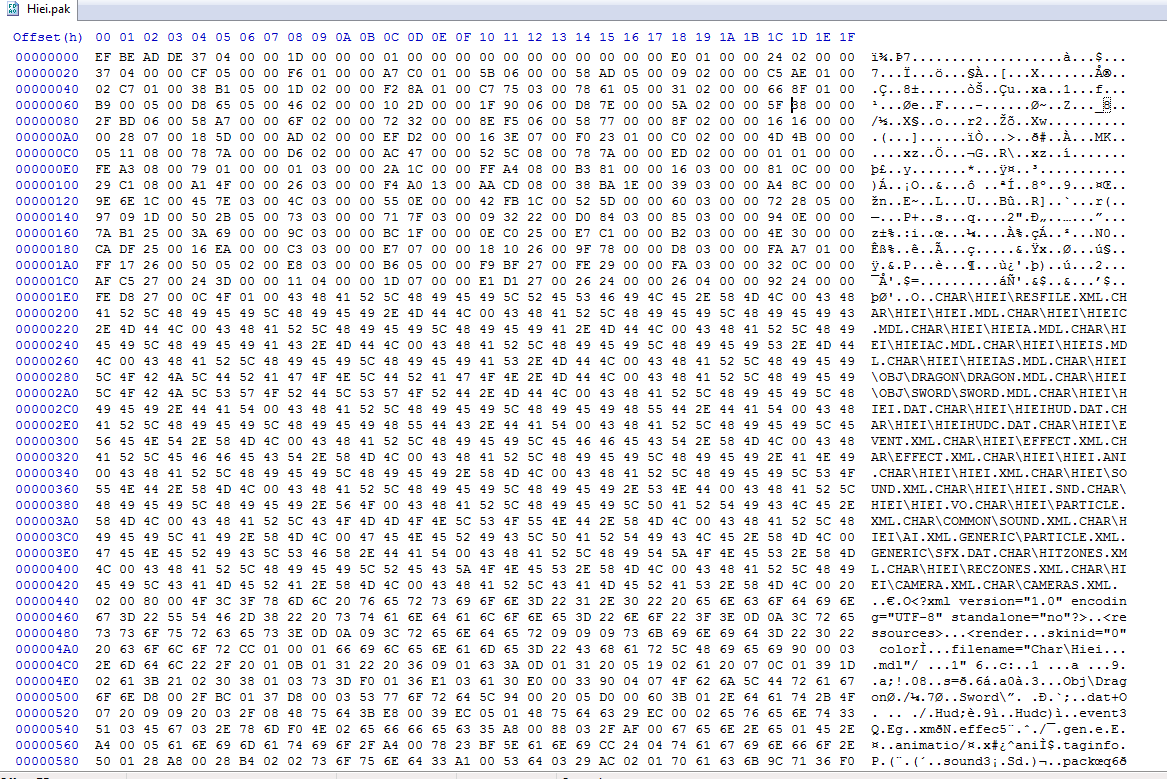 Hiei.pak
Offset(h) 00 01 02 03 04 05 06 07 08 09 0A 0B 0C 0D 0E 0F 10 11 12 13 14 15 16 17 18 19 1A 1B 1C 1D 1E 1F
00000000 EF BE AD DE 37 04 00 00 1D 00 00 00 01 00 00 00 00 00 00 00 00 00 00 00 E0 01 00 00 24 02 00 00 ï¾.Þ7...................à...$...
00000020 37 04 00 00 CF 05 00 00 F6 01 00 00 A7 C0 01 00 5B 06 00 00 58 AD 05 00 09 02 00 00 C5 AE 01 00 7...Ï...ö...§À..[...X.......Å®..
00000040 02 C7 01 00 38 B1 05 00 1D 02 00 00 F2 8A 01 00 C7 75 03 00 78 61 05 00 31 02 00 00 66 8F 01 00 .Ç..8±......òŠ..Çu..xa..1...f...
00000060 B9 00 05 00 D8 65 05 00 46 02 00 00 10 2D 00 00 1F 90 06 00 D8 7E 00 00 5A 02 00 00 5F 38 00 00 ¹...Øe..F....-......Ø~..Z..._8..
00000080 2F BD 06 00 58 A7 00 00 6F 02 00 00 72 32 00 00 8E F5 06 00 58 77 00 00 8F 02 00 00 16 16 00 00 /½..X§..o...r2..Žõ..Xw..........
000000A0 00 28 07 00 18 5D 00 00 AD 02 00 00 EF D2 00 00 16 3E 07 00 F0 23 01 00 C0 02 00 00 4D 4B 00 00 .(...]......ïÒ...>..ð#..À...MK..
000000C0 05 11 08 00 78 7A 00 00 D6 02 00 00 AC 47 00 00 52 5C 08 00 78 7A 00 00 ED 02 00 00 01 01 00 00 ....xz..Ö...¬G..R\..xz..í.......
000000E0 FE A3 08 00 79 01 00 00 01 03 00 00 2A 1C 00 00 FF A4 08 00 B3 81 00 00 16 03 00 00 81 0C 00 00 þ£..y.......*...ÿ¤..³...........
00000100 29 C1 08 00 A1 4F 00 00 26 03 00 00 F4 A0 13 00 AA CD 08 00 38 BA 1E 00 39 03 00 00 A4 8C 00 00 )Á..¡O..&...ô ..ªÍ..8º..9...¤Œ..
00000120 9E 6E 1C 00 45 7E 03 00 4C 03 00 00 55 0E 00 00 42 FB 1C 00 52 5D 00 00 60 03 00 00 72 28 05 00 žn..E~..L...U...Bû..R]..`...r(..
00000140 97 09 1D 00 50 2B 05 00 73 03 00 00 71 7F 03 00 09 32 22 00 D0 84 03 00 85 03 00 00 94 0E 00 00 —...P+..s...q....2".Є..…...”...
00000160 7A B1 25 00 3A 69 00 00 9C 03 00 00 BC 1F 00 00 0E C0 25 00 E7 C1 00 00 B2 03 00 00 4E 30 00 00 z±%.:i..œ...¼....À%.çÁ..²...N0..
00000180 CA DF 25 00 16 EA 00 00 C3 03 00 00 E7 07 00 00 18 10 26 00 9F 78 00 00 D8 03 00 00 FA A7 01 00 Êß%..ê..Ã...ç.....&.Ÿx..Ø...ú§..
000001A0 FF 17 26 00 50 05 02 00 E8 03 00 00 B6 05 00 00 F9 BF 27 00 FE 29 00 00 FA 03 00 00 32 0C 00 00 ÿ.&.P...è...¶...ù¿'.þ)..ú...2...
000001C0 AF C5 27 00 24 3D 00 00 11 04 00 00 1D 07 00 00 E1 D1 27 00 26 24 00 00 26 04 00 00 92 24 00 00 ¯Å'.$=..........áÑ'.&$..&...’$..
000001E0 FE D8 27 00 0C 4F 01 00 43 48 41 52 5C 48 49 45 49 5C 52 45 53 46 49 4C 45 2E 58 4D 4C 00 43 48 þØ'..O..CHAR\HIEI\RESFILE.XML.CH
00000200 41 52 5C 48 49 45 49 5C 48 49 45 49 2E 4D 44 4C 00 43 48 41 52 5C 48 49 45 49 5C 48 49 45 49 43 AR\HIEI\HIEI.MDL.CHAR\HIEI\HIEIC
00000220 2E 4D 44 4C 00 43 48 41 52 5C 48 49 45 49 5C 48 49 45 49 41 2E 4D 44 4C 00 43 48 41 52 5C 48 49 .MDL.CHAR\HIEI\HIEIA.MDL.CHAR\HI
00000240 45 49 5C 48 49 45 49 41 43 2E 4D 44 4C 00 43 48 41 52 5C 48 49 45 49 5C 48 49 45 49 53 2E 4D 44 EI\HIEIAC.MDL.CHAR\HIEI\HIEIS.MD
00000260 4C 00 43 48 41 52 5C 48 49 45 49 5C 48 49 45 49 41 53 2E 4D 44 4C 00 43 48 41 52 5C 48 49 45 49 L.CHAR\HIEI\HIEIAS.MDL.CHAR\HIEI
00000280 5C 4F 42 4A 5C 44 52 41 47 4F 4E 5C 44 52 41 47 4F 4E 2E 4D 44 4C 00 43 48 41 52 5C 48 49 45 49 \OBJ\DRAGON\DRAGON.MDL.CHAR\HIEI
000002A0 5C 4F 42 4A 5C 53 57 4F 52 44 5C 53 57 4F 52 44 2E 4D 44 4C 00 43 48 41 52 5C 48 49 45 49 5C 48 \OBJ\SWORD\SWORD.MDL.CHAR\HIEI\H
000002C0 49 45 49 2E 44 41 54 00 43 48 41 52 5C 48 49 45 49 5C 48 49 45 49 48 55 44 2E 44 41 54 00 43 48 IEI.DAT.CHAR\HIEI\HIEIHUD.DAT.CH
000002E0 41 52 5C 48 49 45 49 5C 48 49 45 49 48 55 44 43 2E 44 41 54 00 43 48 41 52 5C 48 49 45 49 5C 45 AR\HIEI\HIEIHUDC.DAT.CHAR\HIEI\E
00000300 56 45 4E 54 2E 58 4D 4C 00 43 48 41 52 5C 48 49 45 49 5C 45 46 46 45 43 54 2E 58 4D 4C 00 43 48 VENT.XML.CHAR\HIEI\EFFECT.XML.CH
00000320 41 52 5C 45 46 46 45 43 54 2E 58 4D 4C 00 43 48 41 52 5C 48 49 45 49 5C 48 49 45 49 2E 41 4E 49 AR\EFFECT.XML.CHAR\HIEI\HIEI.ANI
00000340 00 43 48 41 52 5C 48 49 45 49 5C 48 49 45 49 2E 58 4D 4C 00 43 48 41 52 5C 48 49 45 49 5C 53 4F .CHAR\HIEI\HIEI.XML.CHAR\HIEI\SO
00000360 55 4E 44 2E 58 4D 4C 00 43 48 41 52 5C 48 49 45 49 5C 48 49 45 49 2E 53 4E 44 00 43 48 41 52 5C UND.XML.CHAR\HIEI\HIEI.SND.CHAR\
00000380 48 49 45 49 5C 48 49 45 49 2E 56 4F 00 43 48 41 52 5C 48 49 45 49 5C 50 41 52 54 49 43 4C 45 2E HIEI\HIEI.VO.CHAR\HIEI\PARTICLE.
000003A0 58 4D 4C 00 43 48 41 52 5C 43 4F 4D 4D 4F 4E 5C 53 4F 55 4E 44 2E 58 4D 4C 00 43 48 41 52 5C 48 XML.CHAR\COMMON\SOUND.XML.CHAR\H
000003C0 49 45 49 5C 41 49 2E 58 4D 4C 00 47 45 4E 45 52 49 43 5C 50 41 52 54 49 43 4C 45 2E 58 4D 4C 00 IEI\AI.XML.GENERIC\PARTICLE.XML.
000003E0 47 45 4E 45 52 49 43 5C 53 46 58 2E 44 41 54 00 43 48 41 52 5C 48 49 54 5A 4F 4E 45 53 2E 58 4D GENERIC\SFX.DAT.CHAR\HITZONES.XM
00000400 4C 00 43 48 41 52 5C 48 49 45 49 5C 52 45 43 5A 4F 4E 45 53 2E 58 4D 4C 00 43 48 41 52 5C 48 49 L.CHAR\HIEI\RECZONES.XML.CHAR\HI
00000420 45 49 5C 43 41 4D 45 52 41 2E 58 4D 4C 00 43 48 41 52 5C 43 41 4D 45 52 41 53 2E 58 4D 4C 00 20 EI\CAMERA.XML.CHAR\CAMERAS.XML. 
00000440 02 00 80 00 4F 3C 3F 78 6D 6C 20 76 65 72 73 69 6F 6E 3D 22 31 2E 30 22 20 65 6E 63 6F 64 69 6E ..€.O<?xml version="1.0" encodin
00000460 67 3D 22 55 54 46 2D 38 22 20 73 74 61 6E 64 61 6C 6F 6E 65 3D 22 6E 6F 22 3F 3E 0D 0A 3C 72 65 g="UTF-8" standalone="no"?>..<re
00000480 73 73 6F 75 72 63 65 73 3E 0D 0A 09 3C 72 65 6E 64 65 72 09 09 09 73 6B 69 6E 69 64 3D 22 30 22 ssources>...<render...skinid="0"
000004A0 20 63 6F 6C 6F 72 CC 01 00 01 66 69 6C 65 6E 61 6D 65 3D 22 43 68 61 72 5C 48 69 65 69 90 00 03 colorÌ...filename="Char\Hiei...
000004C0 2E 6D 64 6C 22 2F 20 01 0B 01 31 22 20 36 09 01 63 3A 0D 01 31 20 05 19 02 61 20 07 0C 01 39 1D .mdl"/ ...1" 6..c:..1 ...a ...9.
000004E0 02 61 3B 21 02 30 38 01 03 73 3D F0 01 36 E1 03 61 30 E0 00 33 90 04 07 4F 62 6A 5C 44 72 61 67 .a;!.08..s=ð.6á.a0à.3...Obj\Drag
00000500 6F 6E D8 00 2F BC 01 37 D8 00 03 53 77 6F 72 64 5C 94 00 20 05 D0 00 60 3B 01 2E 64 61 74 2B 4F onØ./¼.7Ø..Sword\”. .Ð.`;..dat+O
00000520 07 20 09 09 20 03 2F 08 48 75 64 3B E8 00 39 EC 05 01 48 75 64 63 29 EC 00 02 65 76 65 6E 74 33 . .. ./.Hud;è.9ì..Hudc)ì..event3
00000540 51 03 45 67 03 2E 78 6D F0 4E 02 65 66 66 65 63 35 A8 00 88 03 2F AF 00 67 65 6E 2E 65 01 45 2E
00000560 A4 00 05 61 6E 69 6D 61 74 69 6F 2F A4 00 78 23 BF 5E 61 6E 69 CC 24 04 74 61 67 69 6E 66 6F 2E ¤..animatio/¤.x#¿^aniÌ$.taginfo.
00000580 50 01 28 A8 00 28 B4 02 02 73 6F 75 6E 64 33 A1 00 53 64 03 29 AC 02 01 70 61 63 6B 9C 71 36 F0 P.(¨.(´..sound3¡.Sd.)¬..packœq6ð